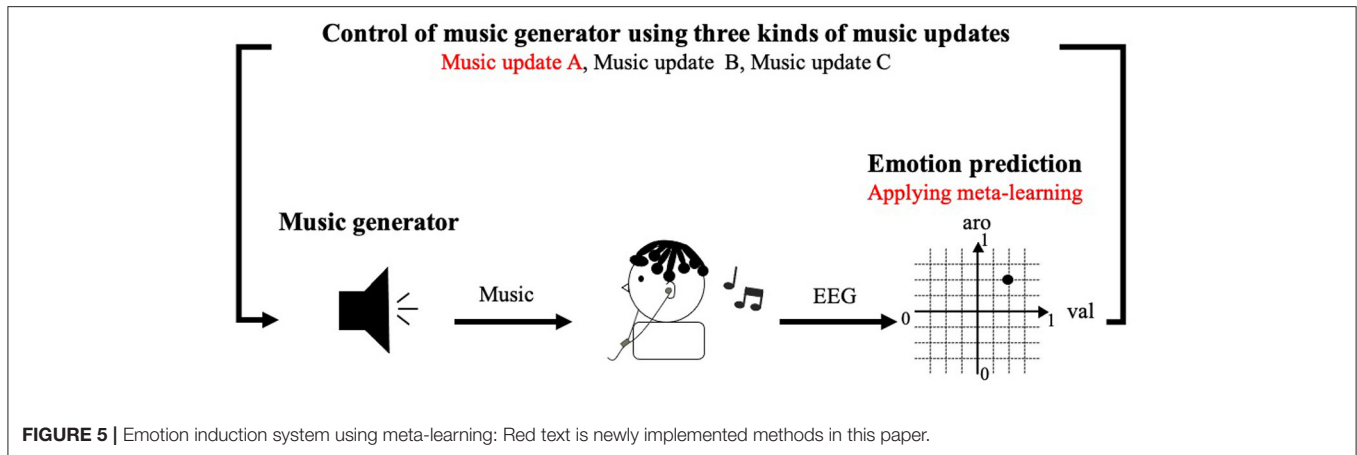 Control of music generator using three kinds of music updates
Music update A, Music update B, Music update C
Emotion prediction
Applying meta-learning
Music generator
aro
1
Music
EEG
0
1
val
0
FIGURE 5 | Emotion induction system using meta-learning: Red text is newly implemented methods in this paper.